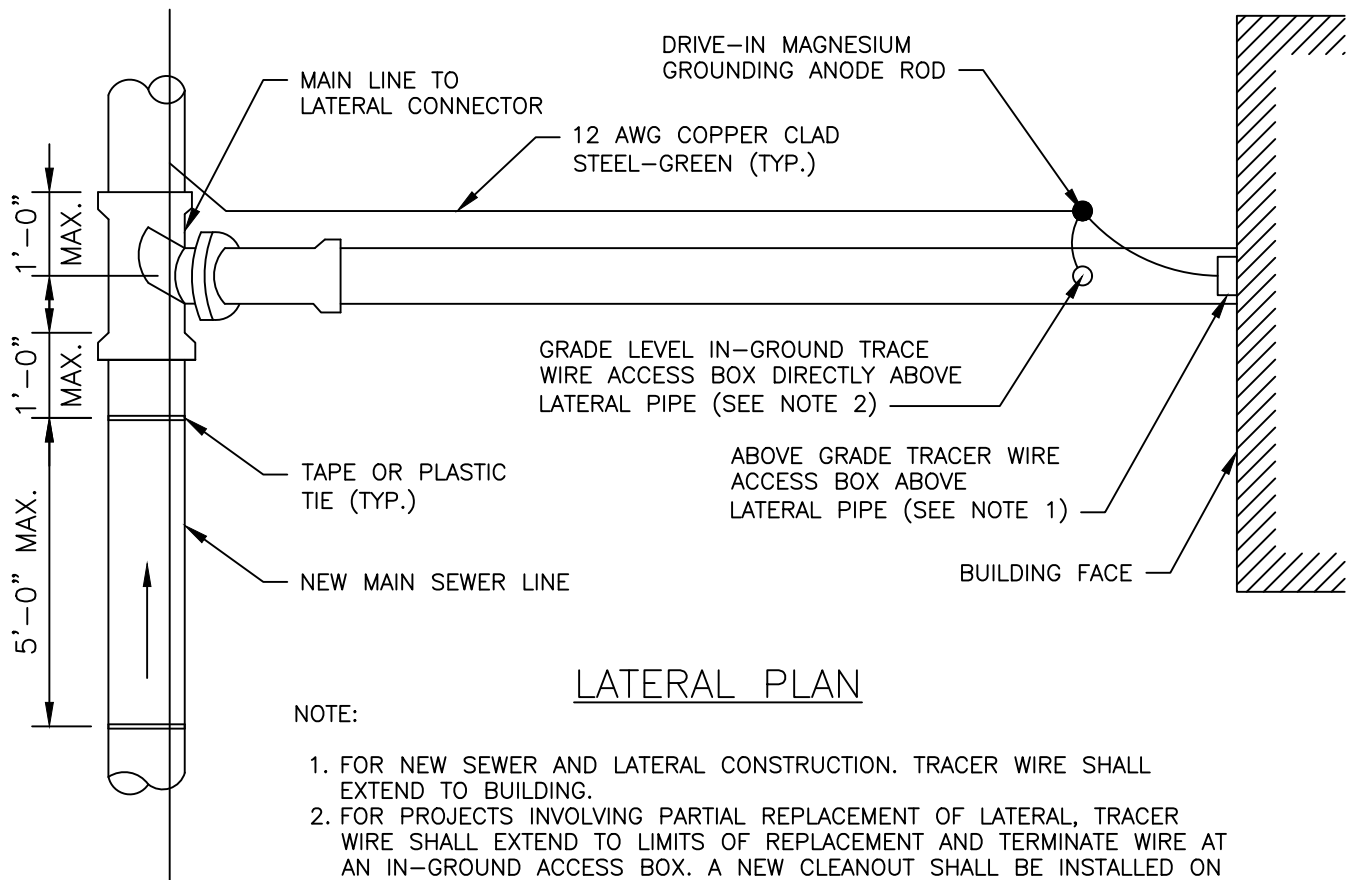 DRIVE-IN MAGNESIUM
GROUNDING ANODE ROD
MAIN LINE TO
LATERAL CONNECTOR
12 AWG COPPER CLAD
STEEL-GREEN (TYP.)
1'-0"
MAX.
1'-0"
MAX.
5'-0" MAX.
GRADE LEVEL IN-GROUND TRACE
WIRE ACCESS BOX DIRECTLY ABOVE
LATERAL PIPE (SEE NOTE 2)
ABOVE GRADE TRACER WIRE
ACCESS BOX ABOVE
LATERAL PIPE (SEE NOTE 1)
TAPE OR PLASTIC
TIE (TYP.)
NEW MAIN SEWER LINE
BUILDING FACE
LATERAL PLAN
NOTE:
1. FOR NEW SEWER AND LATERAL CONSTRUCTION. TRACER WIRE SHALL
EXTEND TO BUILDING.
2. FOR PROJECTS INVOLVING PARTIAL REPLACEMENT OF LATERAL, TRACER
WIRE SHALL EXTEND TO LIMITS OF REPLACEMENT AND TERMINATE WIRE AT
AN IN-GROUND ACCESS BOX. A NEW CLEANOUT SHALL BE INSTALLED ON